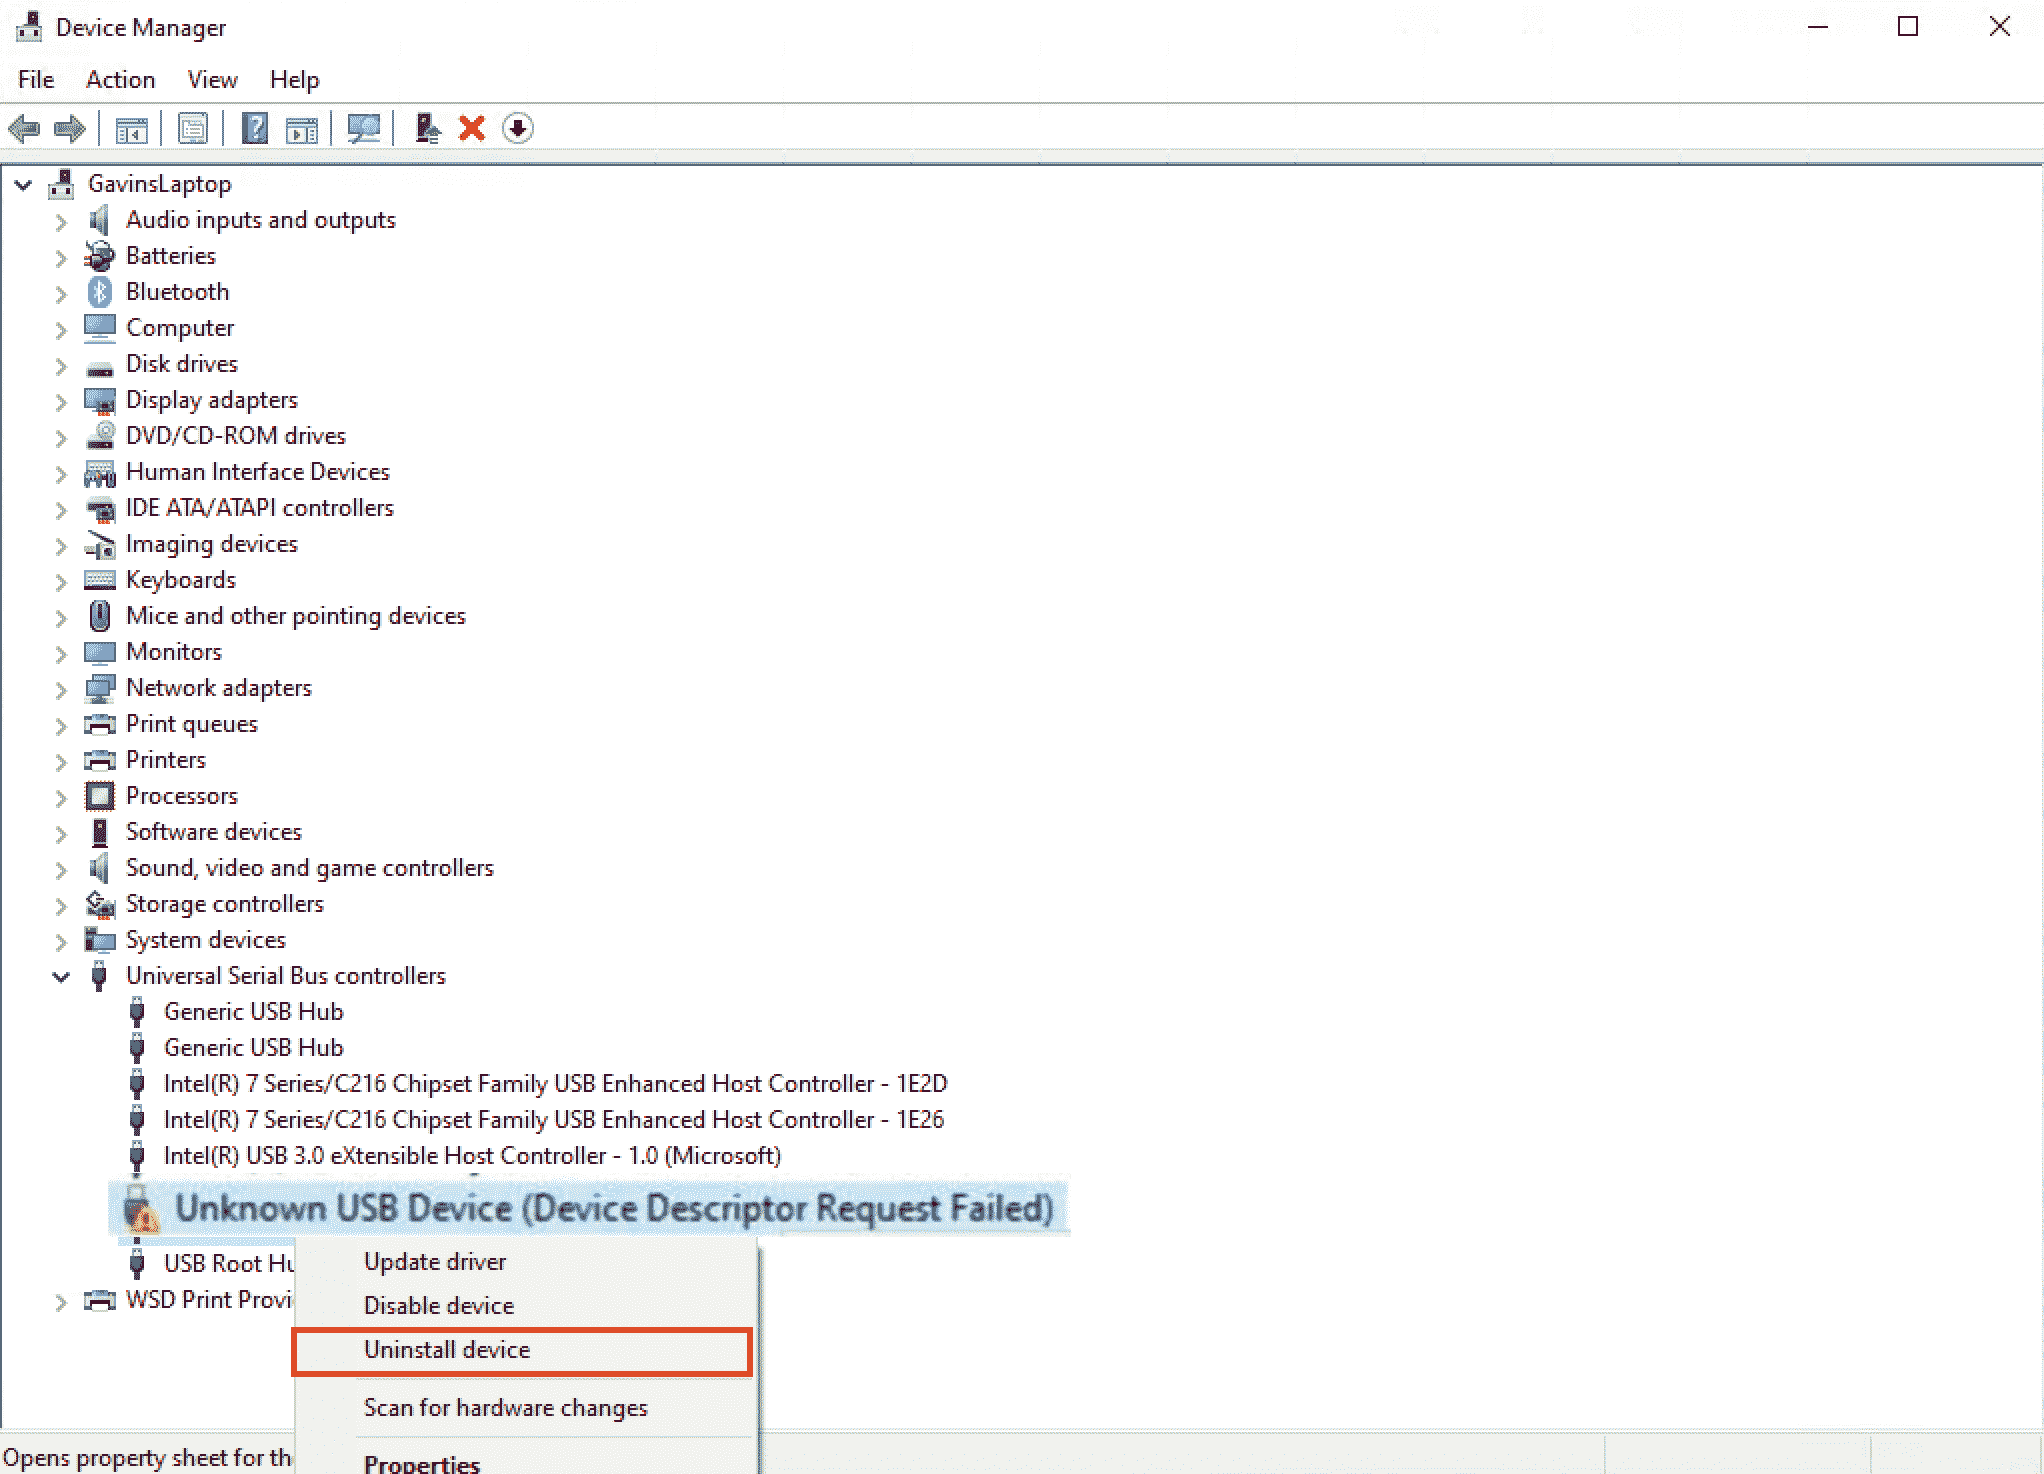 Device Manager
File Action View Help
GavinsLaptop
Audio inputs and outputs
Batteries
Bluetooth
Computer
Disk drives
Display adapters
DVD/CD-ROM drives
Human Interface Devices
IDE ATA/ATAPI controllers
Imaging devices
Keyboards
Mice and other pointing devices
Monitors
Network adapters
Print queues
Printers
Processors
Software devices
Sound, video and game controllers
Storage controllers
System devices
Universal Serial Bus controllers
Generic USB Hub
Generic USB Hub
Intel(R) 7 Series/C216 Chipset Family USB Enhanced Host Controller - 1E2D
Intel(R) 7 Series/C216 Chipset Family USB Enhanced Host Controller - 1E26
Intel(R) USB 3.0 eXtensible Host Controller - 1.0 (Microsoft)
Unknown USB Device (Device Descriptor Request Failed)
USB Root Hu
WSD Print Provi
Update driver
Disable device
Uninstall device
Scan for hardware changes
Properties
Opens property sheet for th